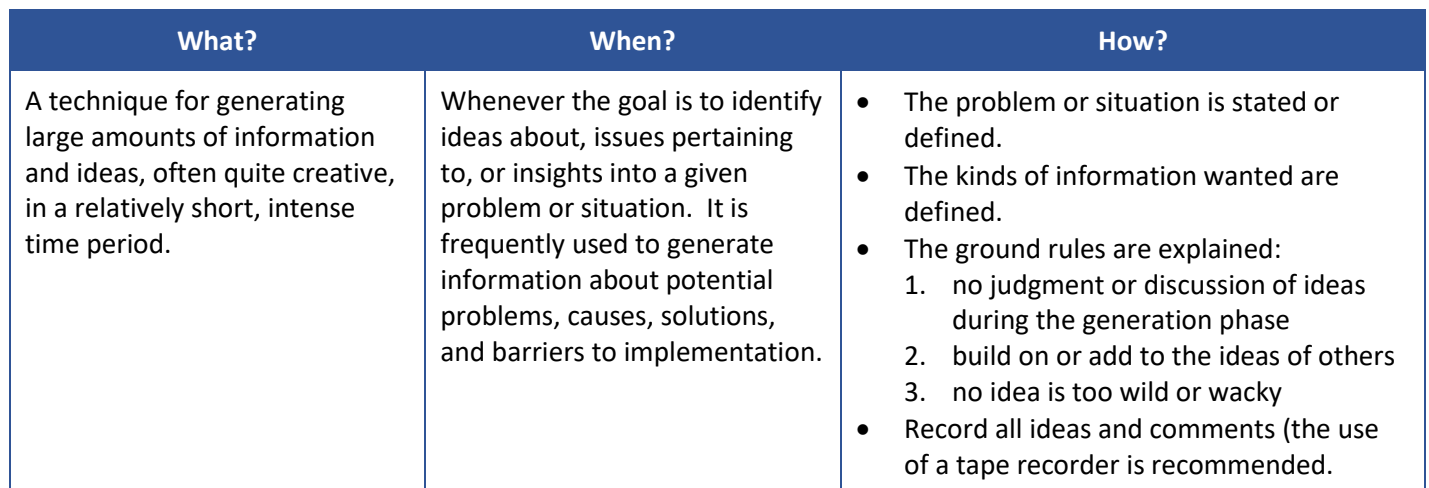 What?
When?
How?
A technique for generating
large amounts of information
and ideas, often quite creative,
in a relatively short, intense
time period.
Whenever the goal is to identify
ideas about, issues pertaining
to, or insights into a given
problem or situation.  It is
frequently used to generate
information about potential
problems, causes, solutions,
and barriers to implementation.
• The problem or situation is stated or
defined.
• The kinds of information wanted are
defined.
• The ground rules are explained:
1. no judgment or discussion of ideas
during the generation phase
2. build on or add to the ideas of others
3. no idea is too wild or wacky
• Record all ideas and comments (the use
of a tape recorder is recommended.